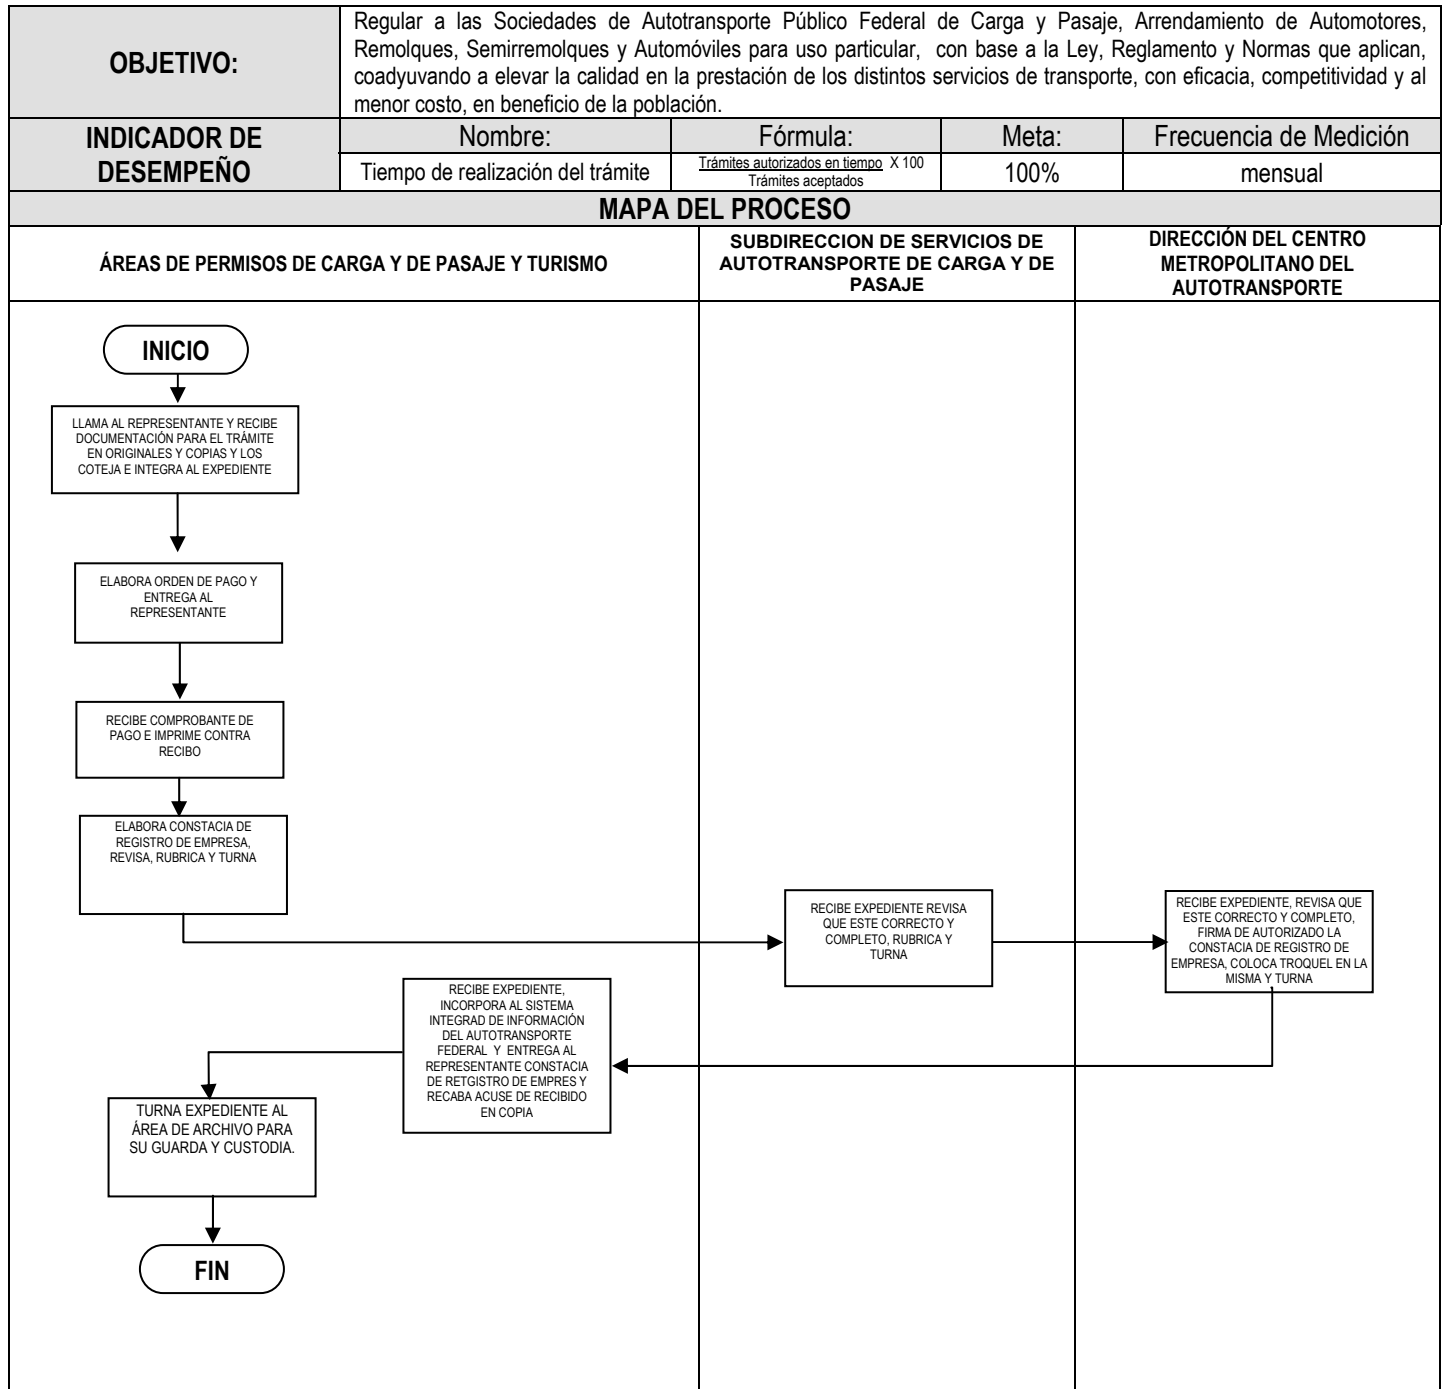 OBJETIVO:
Regular a las Sociedades de Autotransporte Público Federal de Carga y Pasaje, Arrendamiento de Automotores,
Remolques, Semirremolques y Automóviles para uso particular, con base a la Ley, Reglamento y Normas que aplican,
coadyuvando a elevar la calidad en la prestación de los distintos servicios de transporte, con eficacia, competitividad y al
menor costo, en beneficio de la población.
INDICADOR DE
DESEMPEÑO
Nombre:
Fórmula:
Meta:
Frecuencia de Medición
Tiempo de realización del trámite
Trámites autorizados en tiempo X 100
Trámites aceptados
100%
mensual
MAPA DEL PROCESO
ÁREAS DE PERMISOS DE CARGA Y DE PASAJE Y TURISMO
SUBDIRECCION DE SERVICIOS DE
AUTOTRANSPORTE DE CARGA Y DE
PASAJE
DIRECCIÓN DEL CENTRO
METROPOLITANO DEL
AUTOTRANSPORTE
INICIO
LLAMA AL REPRESENTANTE Y RECIBE
DOCUMENTACIÓN PARA EL TRÁMITE
EN ORIGINALES Y COPIAS Y LOS
COTEJA E INTEGRA AL EXPEDIENTE
ELABORA ORDEN DE PAGO Y
ENTREGA AL
REPRESENTANTE
RECIBE COMPROBANTE DE
PAGO E IMPRIME CONTRA
RECIBO
ELABORA CONSTACIA DE
REGISTRO DE EMPRESA,
REVISA, RUBRICA Y TURNA
RECIBE EXPEDIENTE REVISA
QUE ESTE CORRECTO Y
COMPLETO, RUBRICA Y
TURNA
RECIBE EXPEDIENTE, REVISA QUE
ESTE CORRECTO Y COMPLETO,
FIRMA DE AUTORIZADO LA
CONSTACIA DE REGISTRO DE
EMPRESA, COLOCA TROQUEL EN LA
MISMA Y TURNA
RECIBE EXPEDIENTE,
INCORPORA AL SISTEMA
INTEGRAD DE INFORMACIÓN
DEL AUTOTRANSPORTE
FEDERAL Y ENTREGA AL
REPRESENTANTE CONSTACIA
DE RETGISTRO DE EMPRES Y
RECABA ACUSE DE RECIBIDO
EN COPIA
TURNA EXPEDIENTE AL
ÁREA DE ARCHIVO PARA
SU GUARDA Y CUSTODIA.
FIN